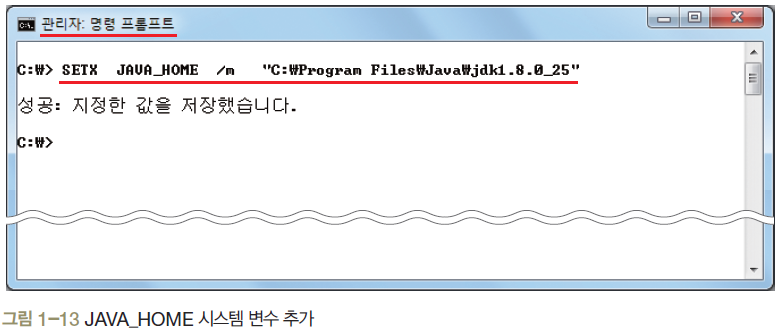 관리자: 명령 프롬프트
C:₩> SETX JAVA_HOME /m "C:₩Program Files₩Java₩jdk1.8.0_25"
성공: 지정한 값을 저장했습니다.
C:₩>
그림 1-13 JAVA_HOME 시스템 변수 추가